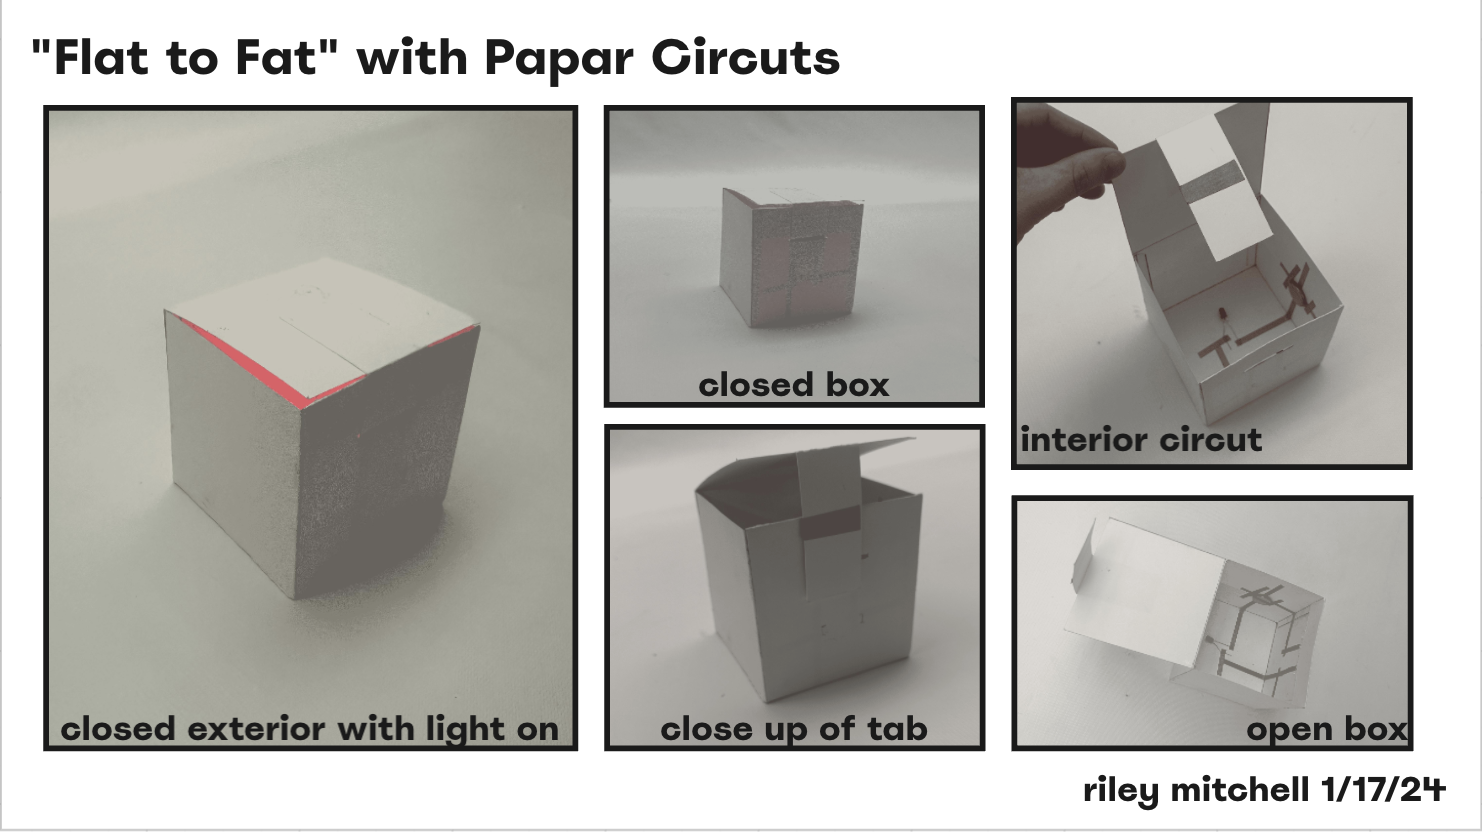 "Flat to Fat" with Papar Circuts
closed exterior with light on
closed box
close up of tab
interior circut
open box
riley mitchell 1/17/24